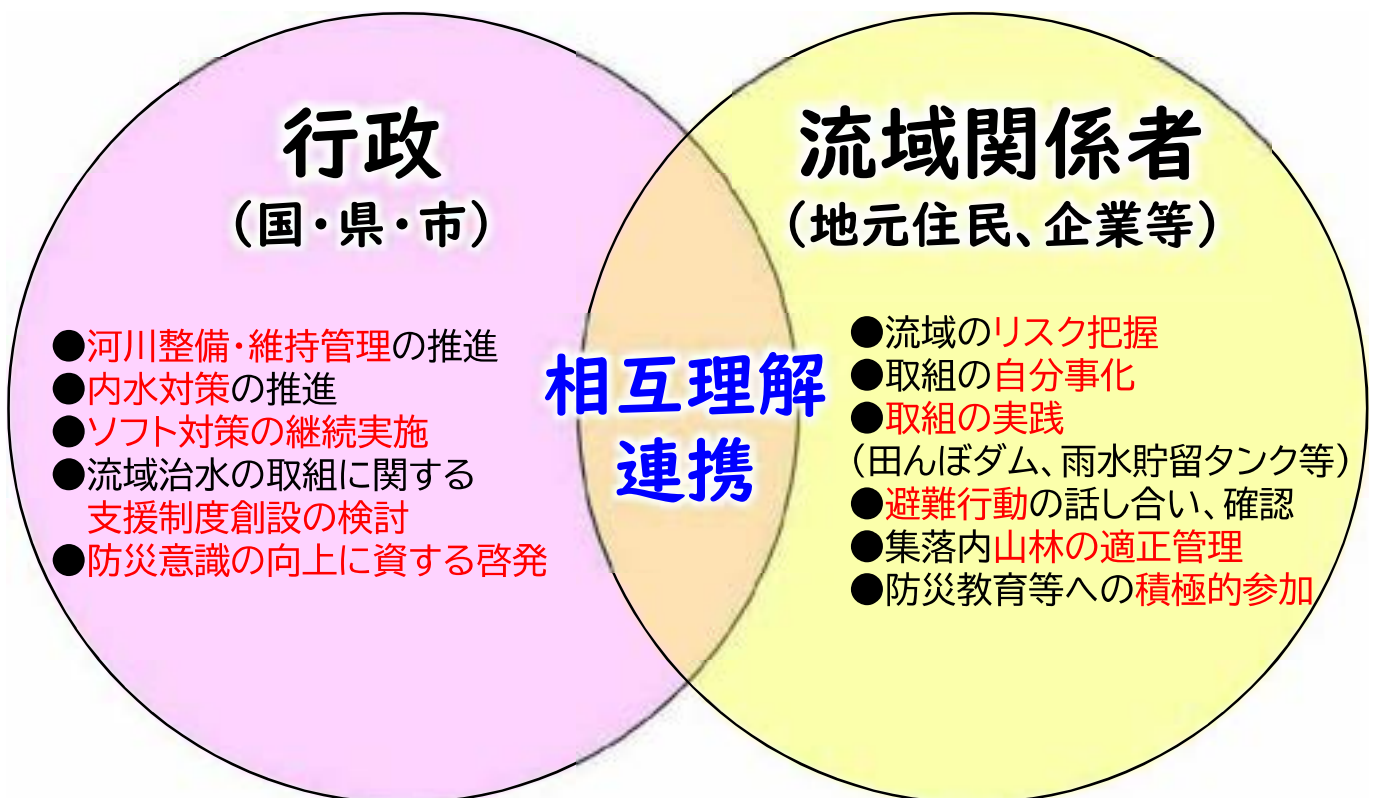 行政
（国・県・市）
●河川整備・維持管理の推進
●内水対策の推進
●ソフト対策の継続実施
●流域治水の取組に関する
支援制度創設の検討
●防災意識の向上に資する啓発
相互理解
連携
流域関係者
（地元住民、企業等）
●流域のリスク把握
●取組の自分事化
●取組の実践
（田んぼダム、雨水貯留タンク等）
●避難行動の話し合い、確認
●集落内山林の適正管理
●防災教育等への積極的参加